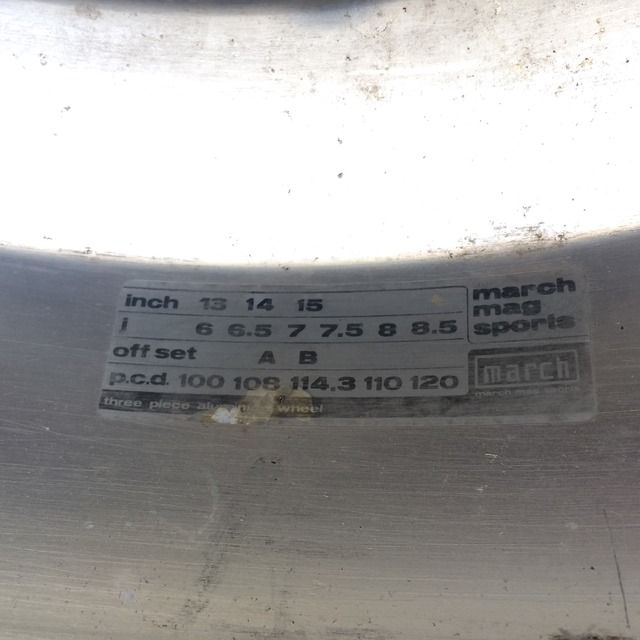 inch 13 14 15
j 6 6.5 7 7.5 8 8.5
off set A B
p.c.d. 100 108 114.3 110 120
three piece wheel
march
mag
sports
march